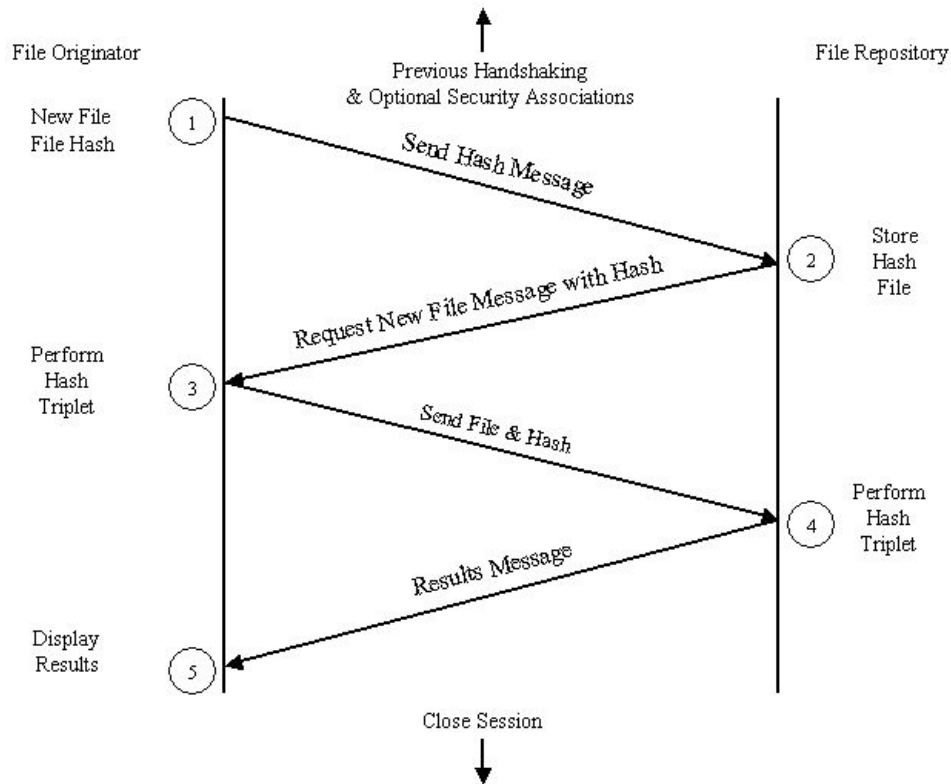 File Originator
File Repository
Previous Handshaking
& Optional Security Associations
New File
File Hash
1
Send Hash Message
2
Store
Hash
File
Request New File Message with Hash
Perform
Hash
Triplet
3
Send File & Hash
4
Perform
Hash
Triplet
Results Message
Display
Results
5
Close Session